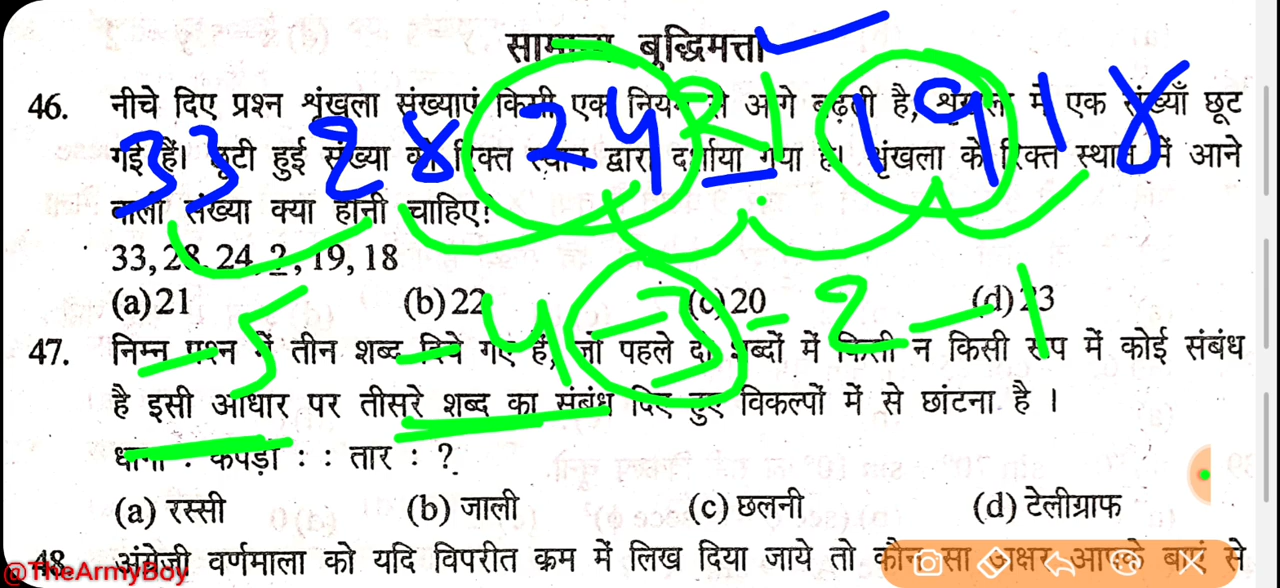 सामान्य बुद्धिमत्ता
46. नीचे दिए प्रश्न श्रृंखला संख्याएं किसी एक नियम से आगे बढ़ती है, श्रृंखला में एक संख्याँ छूट
गई हैं। छूटी हुई संख्या को रिक्त स्थान द्वारा दर्शाया गया है। श्रृंखला के रिक्त स्थान में आने
वाली संख्या क्या होनी चाहिए?
33 28 24 21 19 18
33, 28, 24, ?, 19, 18
(a) 21 (b) 22 (c) 20 (d) 23
-5 -4 -3 -2 -1
47. निम्न प्रश्न में तीन शब्द दिये गए हैं, जो पहले दो शब्दों में किसी न किसी रूप में कोई संबंध
है इसी आधार पर तीसरे शब्द का संबंध दिए हुए विकल्पों में से छांटना है ।
धागा : कपड़ा : : तार : ?
(a) रस्सी (b) जाली (c) छलनी (d) टेलीग्राफ
48. अंग्रेजी वर्णमाला को यदि विपरीत क्रम में लिख दिया जाये तो कौन सा अक्षर आपके बाएं से
@TheArmyBoy